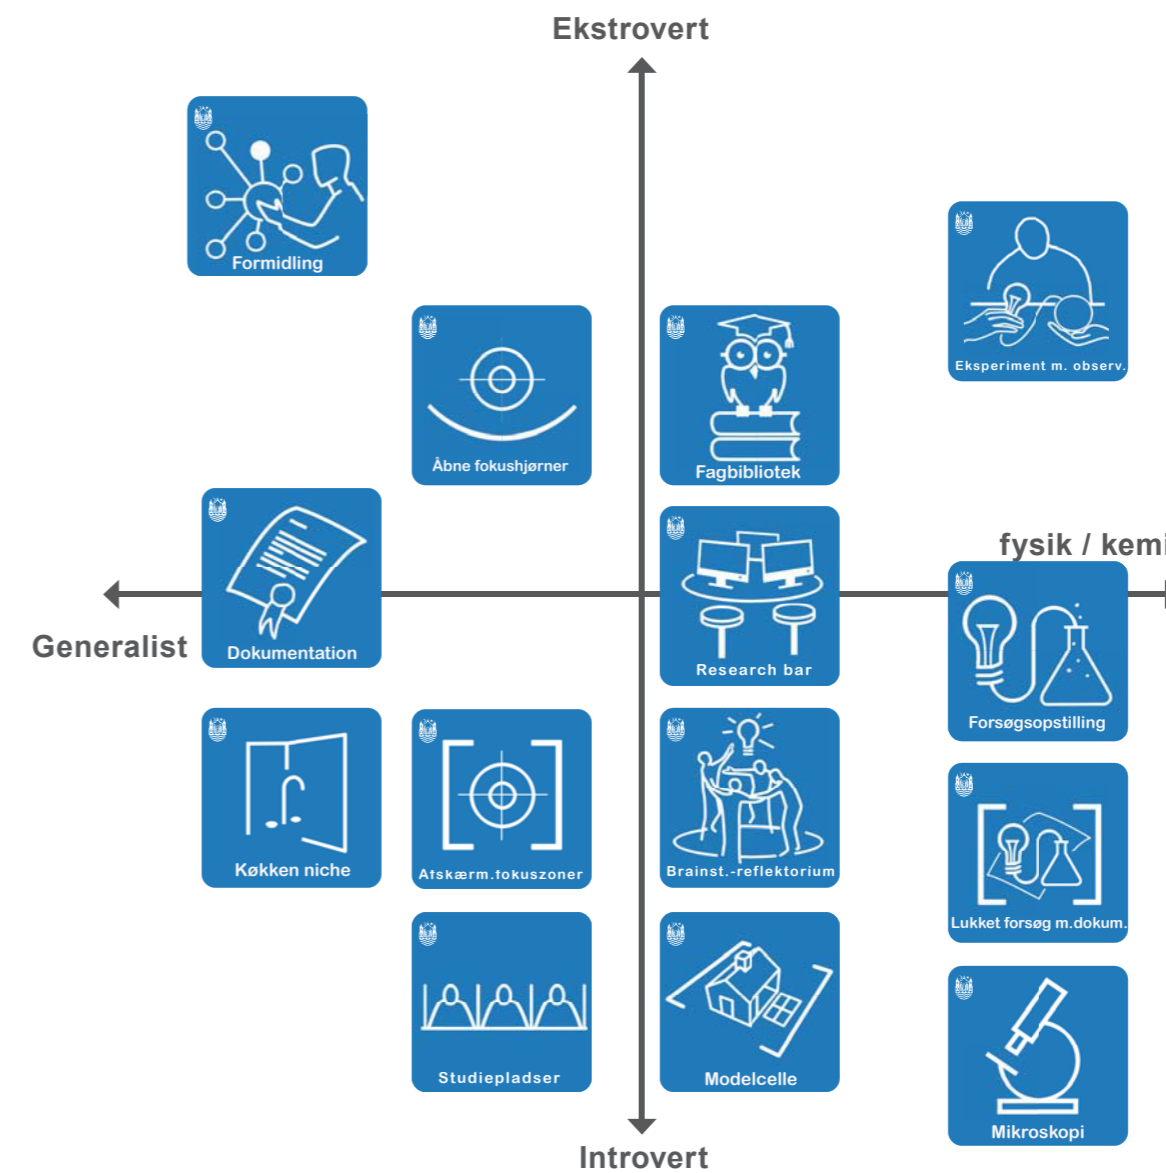 Ekstrovert
Formidling
Eksperiment m. observ.
Åbne fokushjørner
Fagbibliotek
fysik / kemi
Generalist
Dokumentation
Research bar
Forsøgsopstilling
Køkken niche
Afskærm.fokuszoner
Brainst.-reflektorium
Lukket forsøg m.dokum.
Studiepladser
Modelcelle
Mikroskopi
Introvert